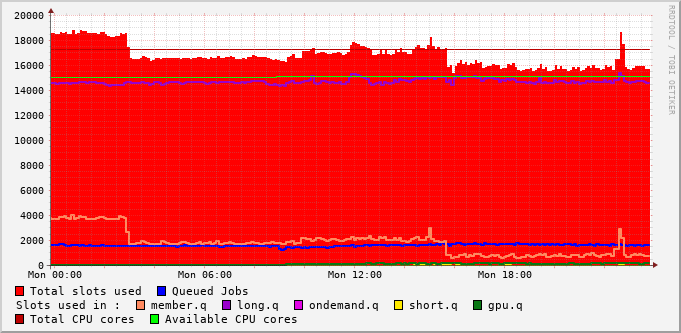 20000
18000
16000
14000
12000
10000
8000
6000
4000
2000
0
Mon 00:00 Mon 06:00 Mon 12:00 Mon 18:00
Total slots used Queued Jobs
Slots used in : member.q long.q ondemand.q short.q gpu.q
Total CPU cores Available CPU cores
RRDTOOL / TOBI OETIKER